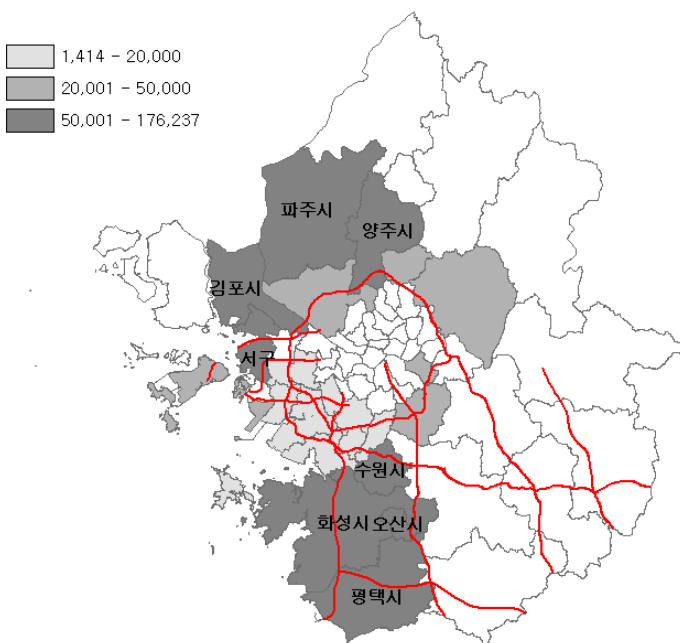 1,414 - 20,000
20,001 - 50,000
50,001 - 176,237
파주시
양주시
김포시
서구
수원시
화성시 오산시
평택시